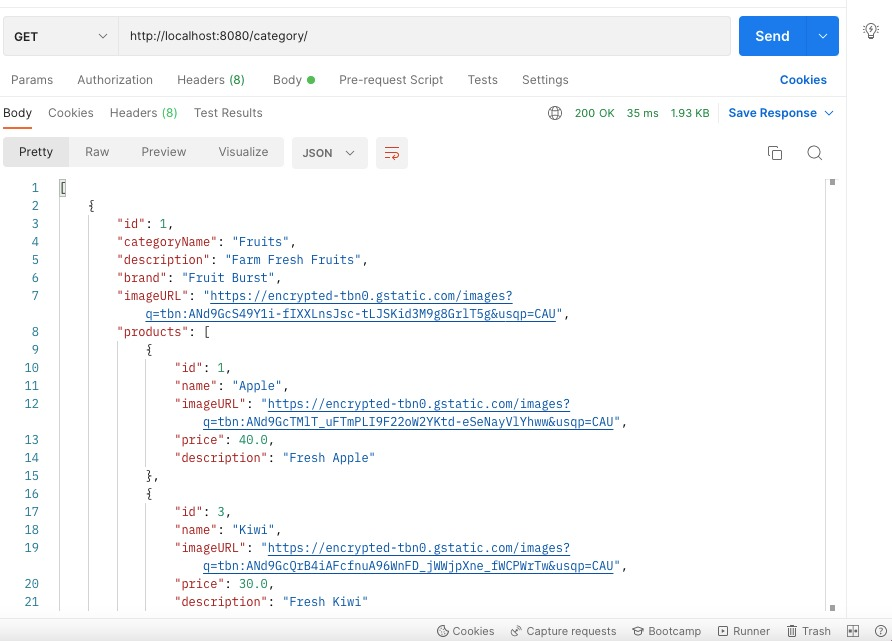 GET http://localhost:8080/category/ Send
Params Authorization Headers (8) Body Pre-request Script Tests Settings Cookies
Body Cookies Headers (8) Test Results 200 OK 35 ms 1.93 KB Save Response
Pretty Raw Preview Visualize JSON
1 [
2 {
3 "id": 1,
4 "categoryName": "Fruits",
5 "description": "Farm Fresh Fruits",
6 "brand": "Fruit Burst",
7 "imageURL": "https://encrypted-tbn0.gstatic.com/images?
q=tbn:ANd9GcS49Y1i-fIXXLnsJsc-tLJSKid3M9g8GrlT5g&usqp=CAU",
8 "products": [
9 {
10 "id": 1,
11 "name": "Apple",
12 "imageURL": "https://encrypted-tbn0.gstatic.com/images?
q=tbn:ANd9GcTMlT_uFTmPLI9F22oW2YKtd-eSeNayVlYhww&usqp=CAU",
13 "price": 40.0,
14 "description": "Fresh Apple"
15 },
16 {
17 "id": 3,
18 "name": "Kiwi",
19 "imageURL": "https://encrypted-tbn0.gstatic.com/images?
q=tbn:ANd9GcQrB4iAFcfnuA96WnFD_jWWjpXne_fWCPWrTw&usqp=CAU",
20 "price": 30.0,
21 "description": "Fresh Kiwi"
Cookies Capture requests Bootcamp Runner Trash